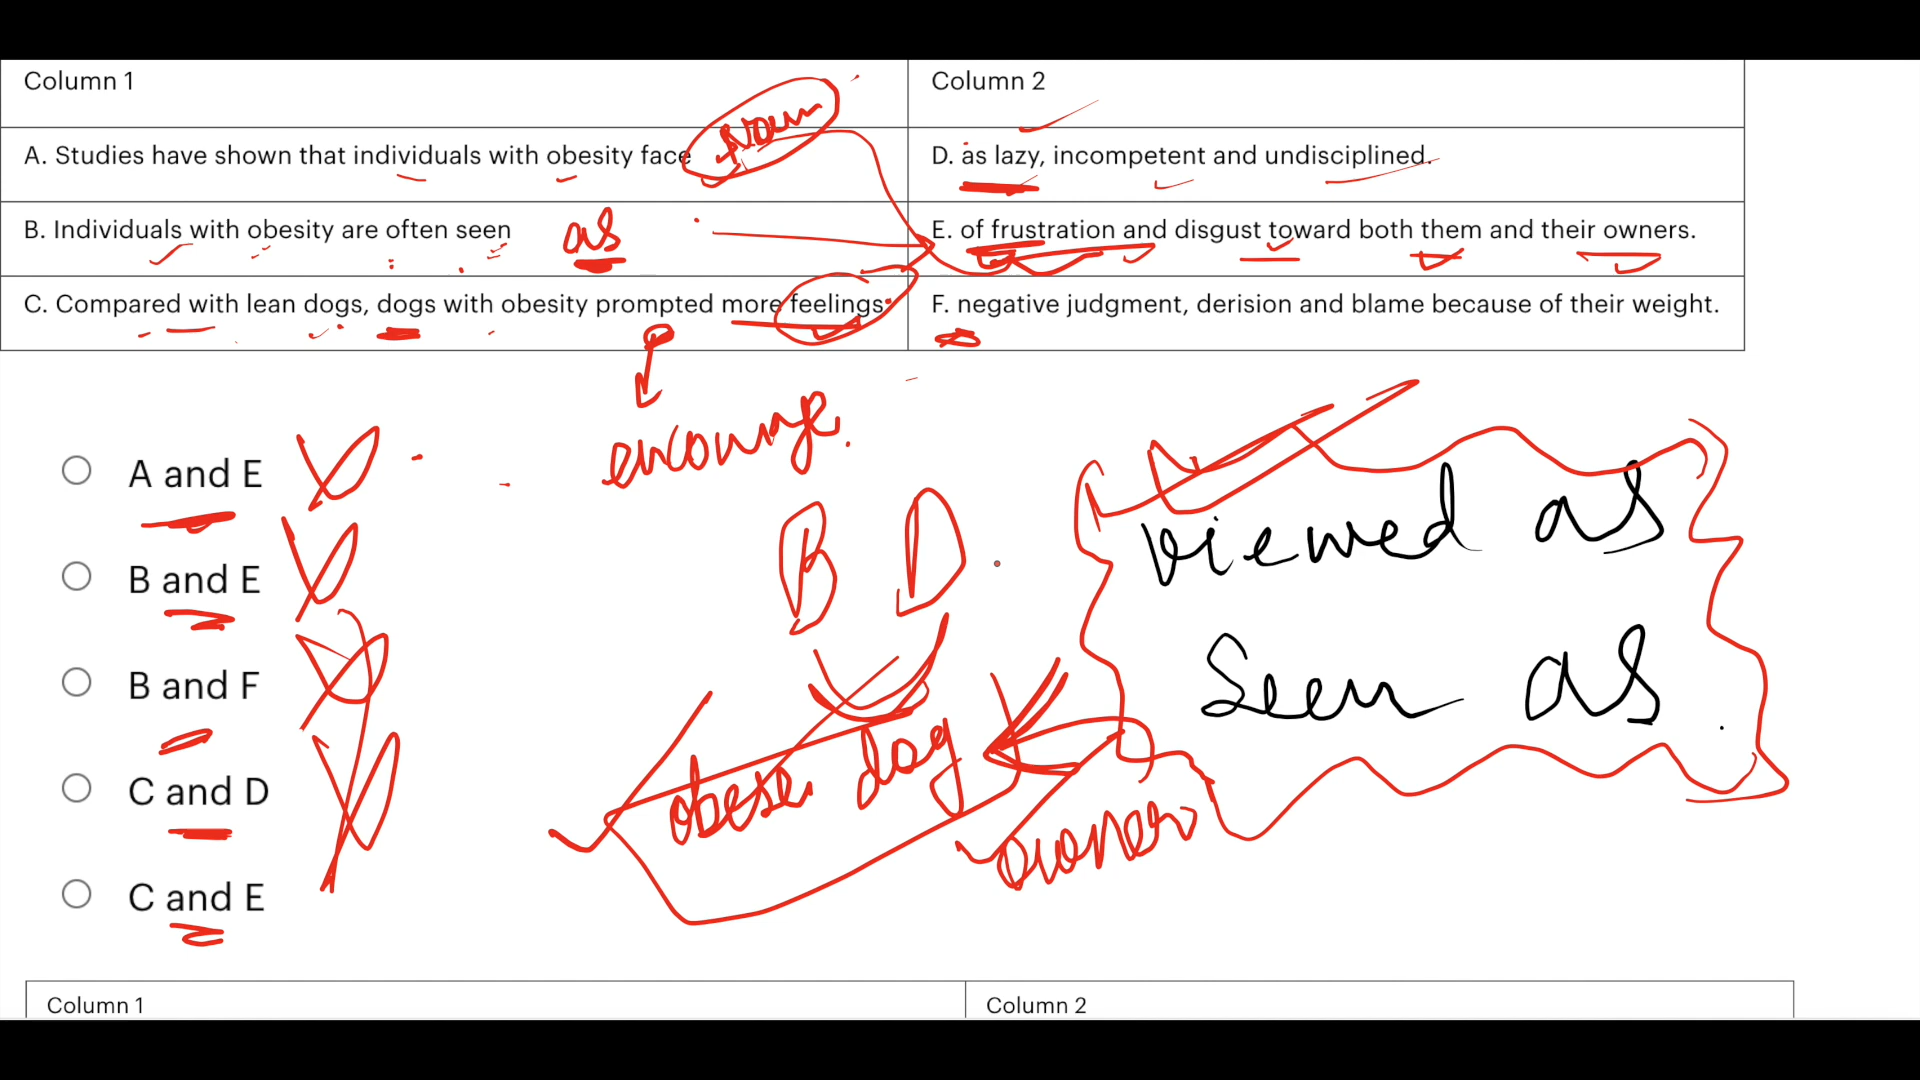 Column 1
Column 2
Noun
A. Studies have shown that individuals with obesity face
D. as lazy, incompetent and undisciplined.
B. Individuals with obesity are often seen
as
E. of frustration and disgust toward both them and their owners.
C. Compared with lean dogs, dogs with obesity prompted more feelings
F. negative judgment, derision and blame because of their weight.
encourage.
A and E
B and E
B and F
C and D
C and E
B D
viewed as
Seen as
obese dog
owners
Column 1
Column 2